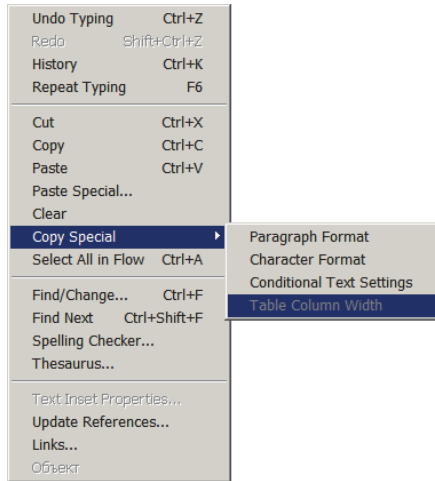 Undo Typing Ctrl+Z
Redo Shift+Ctrl+Z
History Ctrl+K
Repeat Typing F6
Cut Ctrl+X
Copy Ctrl+C
Paste Ctrl+V
Paste Special...
Clear
Copy Special
Paragraph Format
Select All in Flow Ctrl+A
Character Format
Conditional Text Settings
Find/Change... Ctrl+F
Table Column Width
Find Next Ctrl+Shift+F
Spelling Checker...
Thesaurus...
Text Inset Properties...
Update References...
Links...
Объект